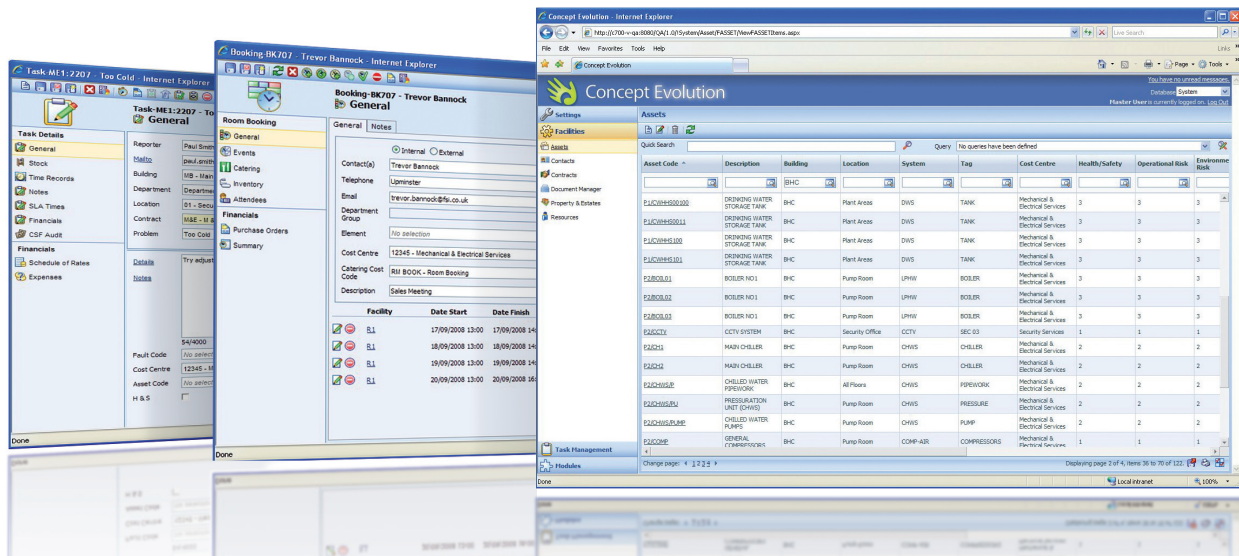 Task-ME1:2207 - Too Cold - Internet Explorer
Task-ME1:2207 - To
General
Task Details
General
Stock
Time Records
Notes
SLA Times
Financials
CSF Audit
Financials
Schedule of Rates
Expenses
Reporter
Paul Smith
Mailto
paul.smith
Building
MB - Main
Department
Departme
Location
01 - Secu
Contract
M&E - M &
Problem
Too Cold
Details
Try adjust
Notes
54/4000
Fault Code
No select
Cost Centre
12345 - M
Asset Code
No selec
H & S
Done
Booking-BK707 - Trevor Bannock - Internet Explorer
Booking-BK707 - Trevor Bannock
General
Room Booking
General
Events
Catering
Inventory
Attendees
Financials
Purchase Orders
Summary
General Notes
Internal External
Contact(a)
Trevor Bannock
Telephone
Upminster
Email
trevor.bannock@fsi.co.uk
Department
Group
Element
No selection
Cost Centre
12345 - Mechanical & Electrical Services
Catering Cost
Code
RM BOOK - Room Booking
Description
Sales Meeting
Facility Date Start Date Finish
R.1 17/09/2008 13:00 17/09/2008 14:
R.1 18/09/2008 13:00 18/09/2008 14:
R.1 19/09/2008 13:00 19/09/2008 14:
R.1 20/09/2008 13:00 20/09/2008 16:
Done
Concept Evolution - Internet Explorer
http://c700-v-qa:8080/QA/1.0/ISystem/Asset/FASSET/ViewFASSETItems.aspx
Live Search
File Edit View Favorites Tools Help
Links
Concept Evolution
Page Tools
Concept Evolution
You have no unread messages.
Database System
Master User is currently logged on. Log Out
Settings
Facilities
Assets
Contacts
Contracts
Document Manager
Property & Estates
Resources
Task Management
Modules
Assets
Quick Search Query No queries have been defined
Asset Code Description Building Location System Tag Cost Centre Health/Safety Operational Risk Environme
Risk
BHC
P1/CWHHS00100 DRINKING WATER STORAGE TANK BHC Plant Areas DWS TANK Mechanical & Electrical Services 3 3 3
P1/CWHHS0011 DRINKING WATER STORAGE TANK BHC Plant Areas DWS TANK Mechanical & Electrical Services 3 3 3
P1/CWHHS100 DRINKING WATER STORAGE TANK BHC Plant Areas DWS TANK Mechanical & Electrical Services 3 3 3
P1/CWHHS101 DRINKING WATER STORAGE TANK BHC Plant Areas DWS TANK Mechanical & Electrical Services 3 3 3
P2/BOIL01 BOILER NO1 BHC Pump Room LPHW BOILER Mechanical & Electrical Services 3 3 3
P2/BOIL02 BOILER NO1 BHC Pump Room LPHW BOILER Mechanical & Electrical Services 3 3 3
P2/BOIL03 BOILER NO1 BHC Pump Room LPHW BOILER Mechanical & Electrical Services 3 3 3
P2/CCTV CCTV SYSTEM BHC Security Office CCTV SEC 03 Security Services 1 1 1
P2/CH1 MAIN CHILLER BHC Pump Room CHWS CHILLER Mechanical & Electrical Services 2 2 2
P2/CH2 MAIN CHILLER BHC Pump Room CHWS CHILLER Mechanical & Electrical Services 2 2 2
P2/CHWS/P CHILLED WATER PIPEWORK BHC All Floors CHWS PIPEWORK Mechanical & Electrical Services 2 2 2
P2/CHWS/PU PRESSURATION UNIT (CHWS) BHC Pump Room CHWS PRESSURE Mechanical & Electrical Services 2 2 2
P2/CHWS/PUMP CHILLED WATER PUMPS BHC Pump Room CHWS PUMP Mechanical & Electrical Services 2 2 2
P2/COMP GENERAL COMPRESSORS BHC Pump Room COMP-AIR COMPRESSORS Mechanical & Electrical Services 1 1 1
Change page: 1 2 3 4 Displaying page 2 of 4, items 36 to 70 of 122.
Done Local intranet 100%